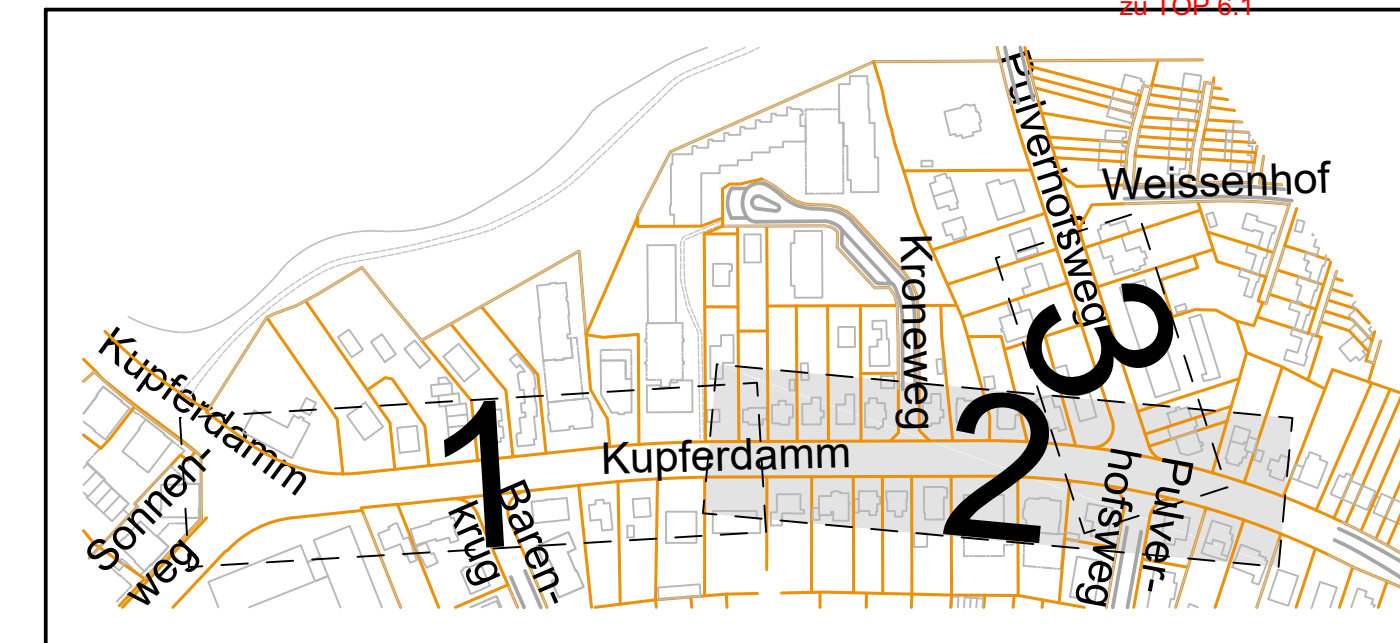 zu TOP 6.1
Pulverhofsweg
Weissenhof
Kroneweg
3
Kupferdamm
1
Kupferdamm
2
Sonnen-
weg
Baren-
krug
Pulver-
hofsweg